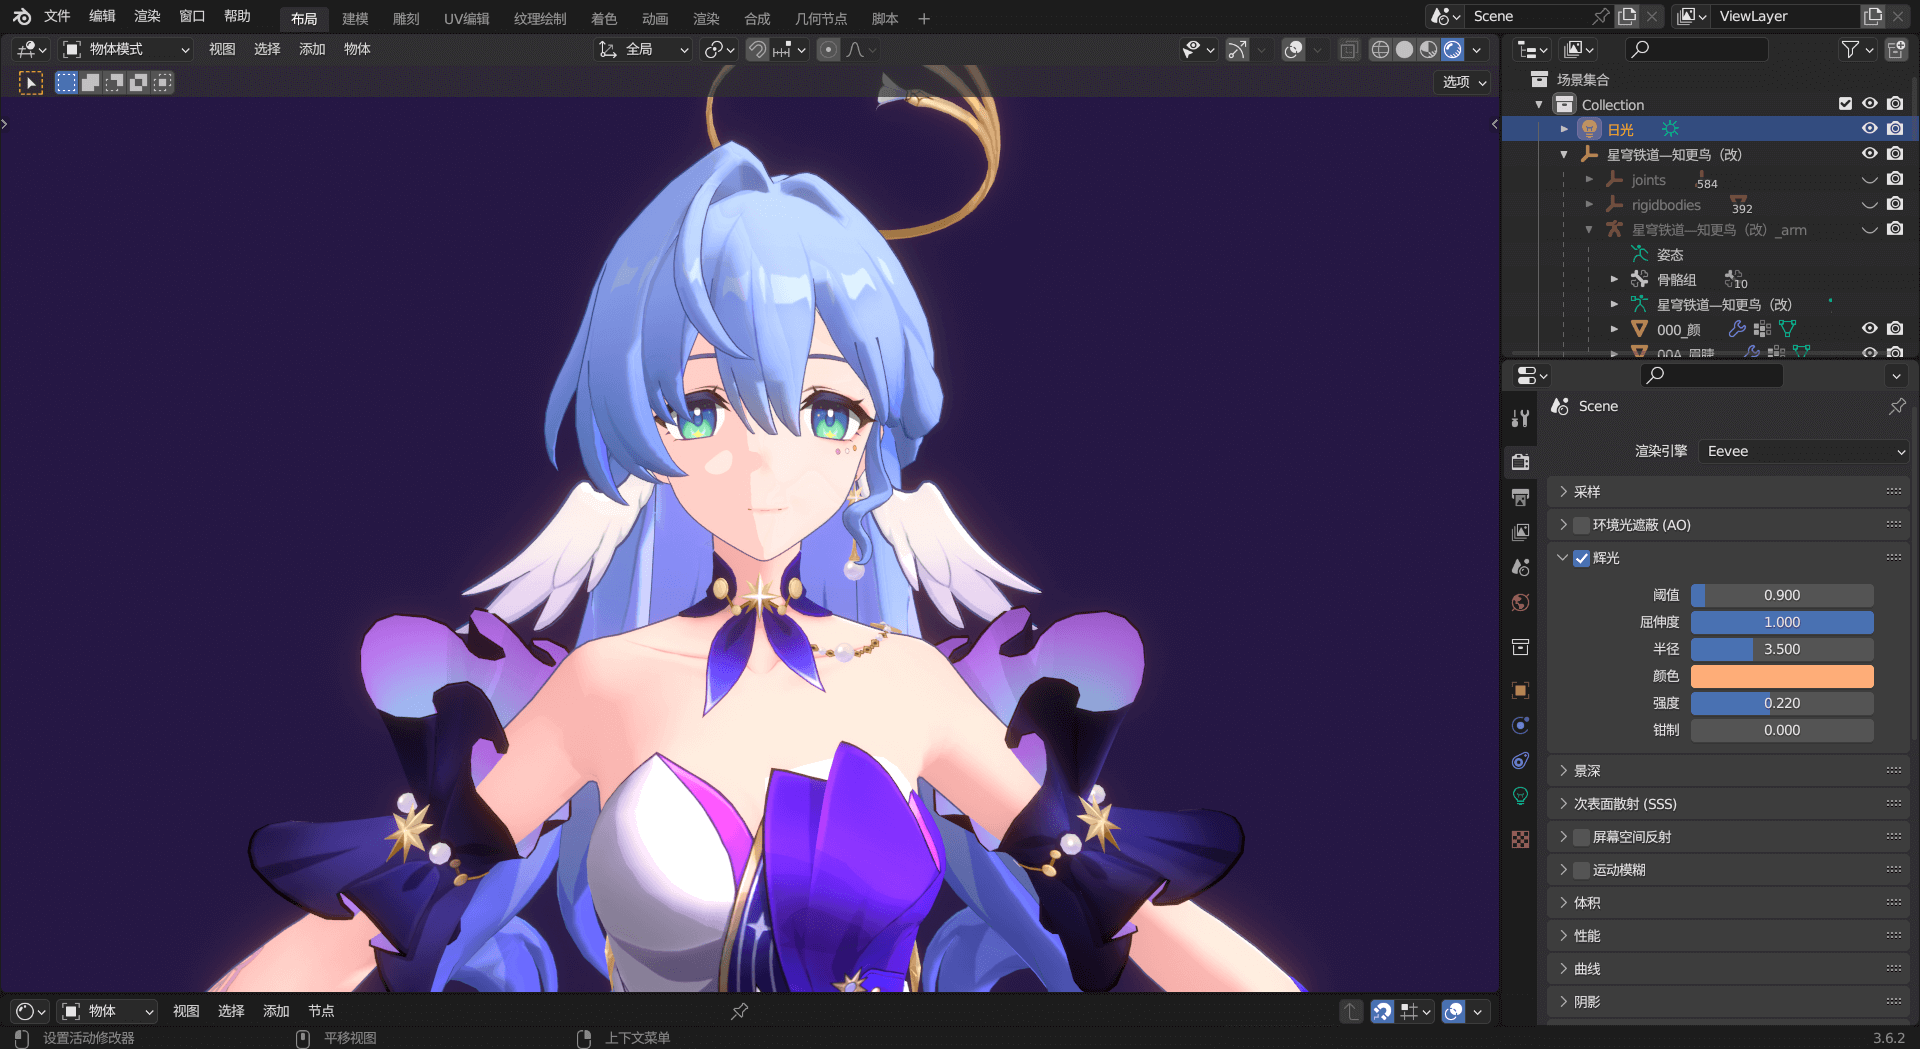 文件 编辑 渲染 窗口 帮助 布局 建模 雕刻 UV编辑 纹理绘制 着色 动画 渲染 合成 几何节点 脚本 + Scene ViewLayer
物体模式 视图 选择 添加 物体 全局
选项
场景集合
Collection
日光
星穹铁道—知更鸟（改）
joints 584
rigidbodies 392
星穹铁道—知更鸟（改）_arm
姿态
骨骼组 10
星穹铁道—知更鸟（改）
000_颜
00A_眉睫
Scene
渲染引擎 Eevee
采样
环境光遮蔽 (AO)
辉光
阈值 0.900
屈伸度 1.000
半径 3.500
颜色
强度 0.220
钳制 0.000
景深
次表面散射 (SSS)
屏幕空间反射
运动模糊
体积
性能
曲线
阴影
物体 视图 选择 添加 节点
设置活动修改器 平移视图 上下文菜单 3.6.2